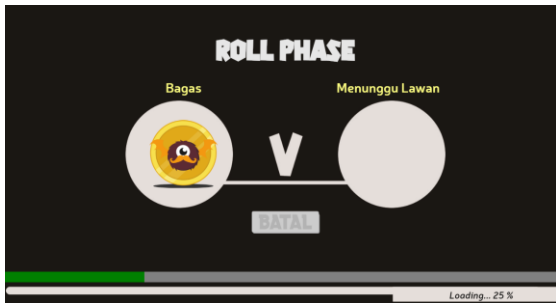 ROLL PHASE
Bagas
Menunggu Lawan
V
BATAL
Loading... 25 %